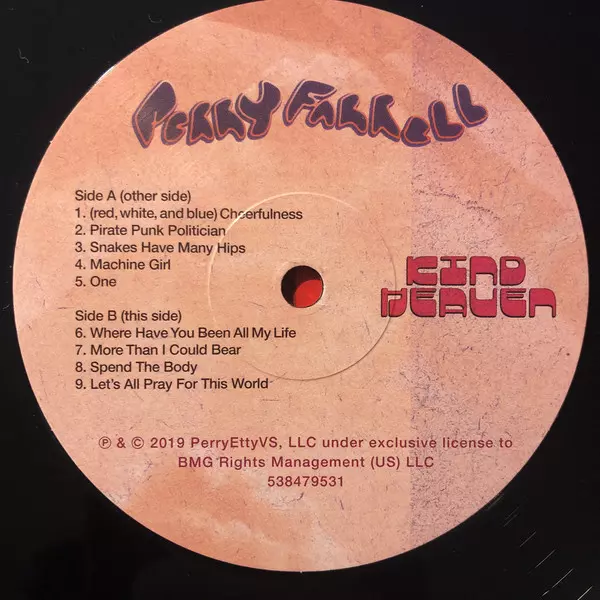 PERRY FARRELL
Side A (other side)
1. (red, white, and blue) Cheerfulness
2. Pirate Punk Politician
3. Snakes Have Many Hips
4. Machine Girl
5. One
KIND
HEAVEN
Side B (this side)
6. Where Have You Been All My Life
7. More Than I Could Bear
8. Spend The Body
9. Let's All Pray For This World
℗ & © 2019 PerryEttyVS, LLC under exclusive license to
BMG Rights Management (US) LLC
538479531